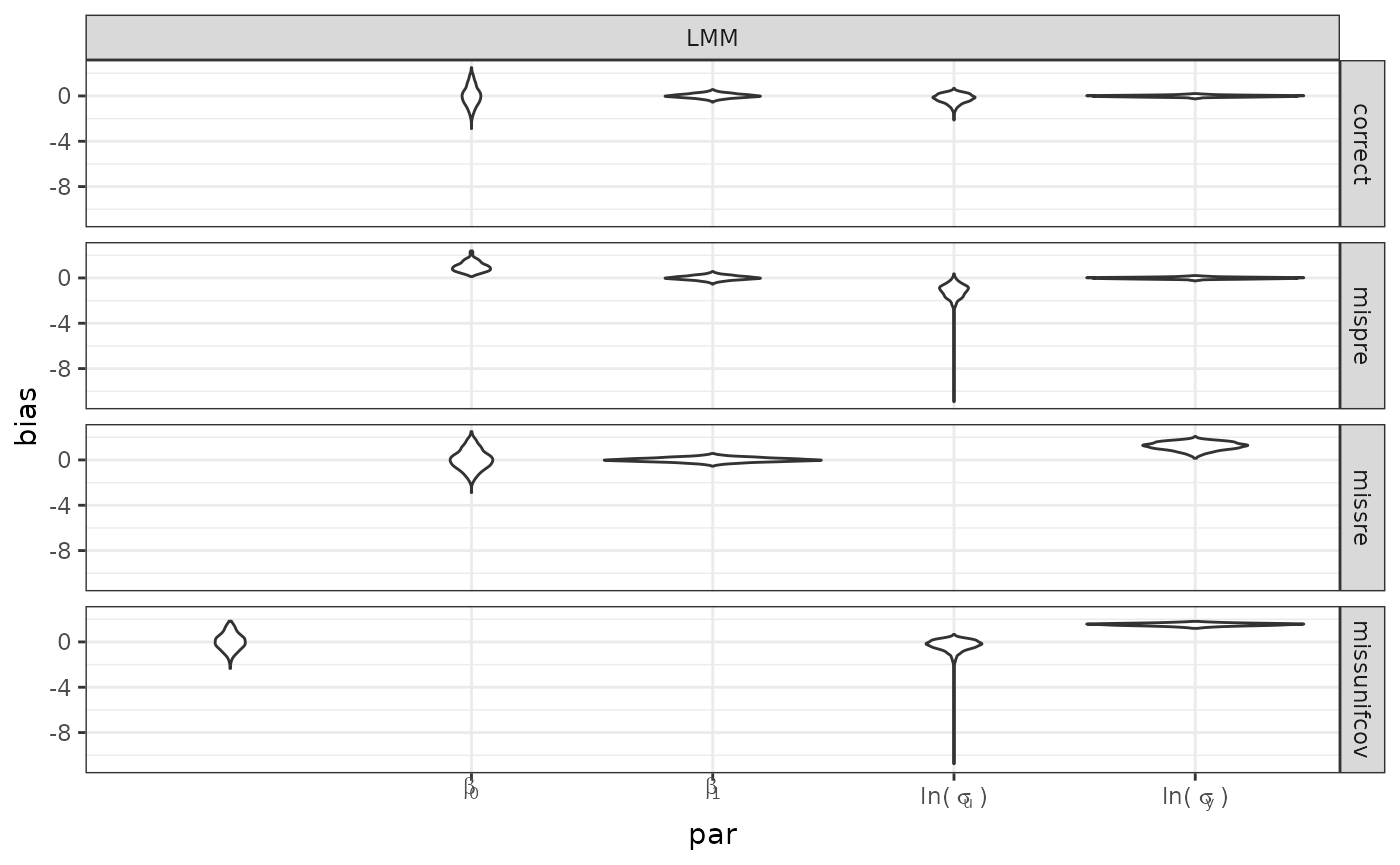 LMM
0
-4
-8
correct
0
-4
-8
mispre
0
-4
-8
missre
0
-4
-8
missunifcov
bias
β0 β1 ln( σu ) ln( σy )
par